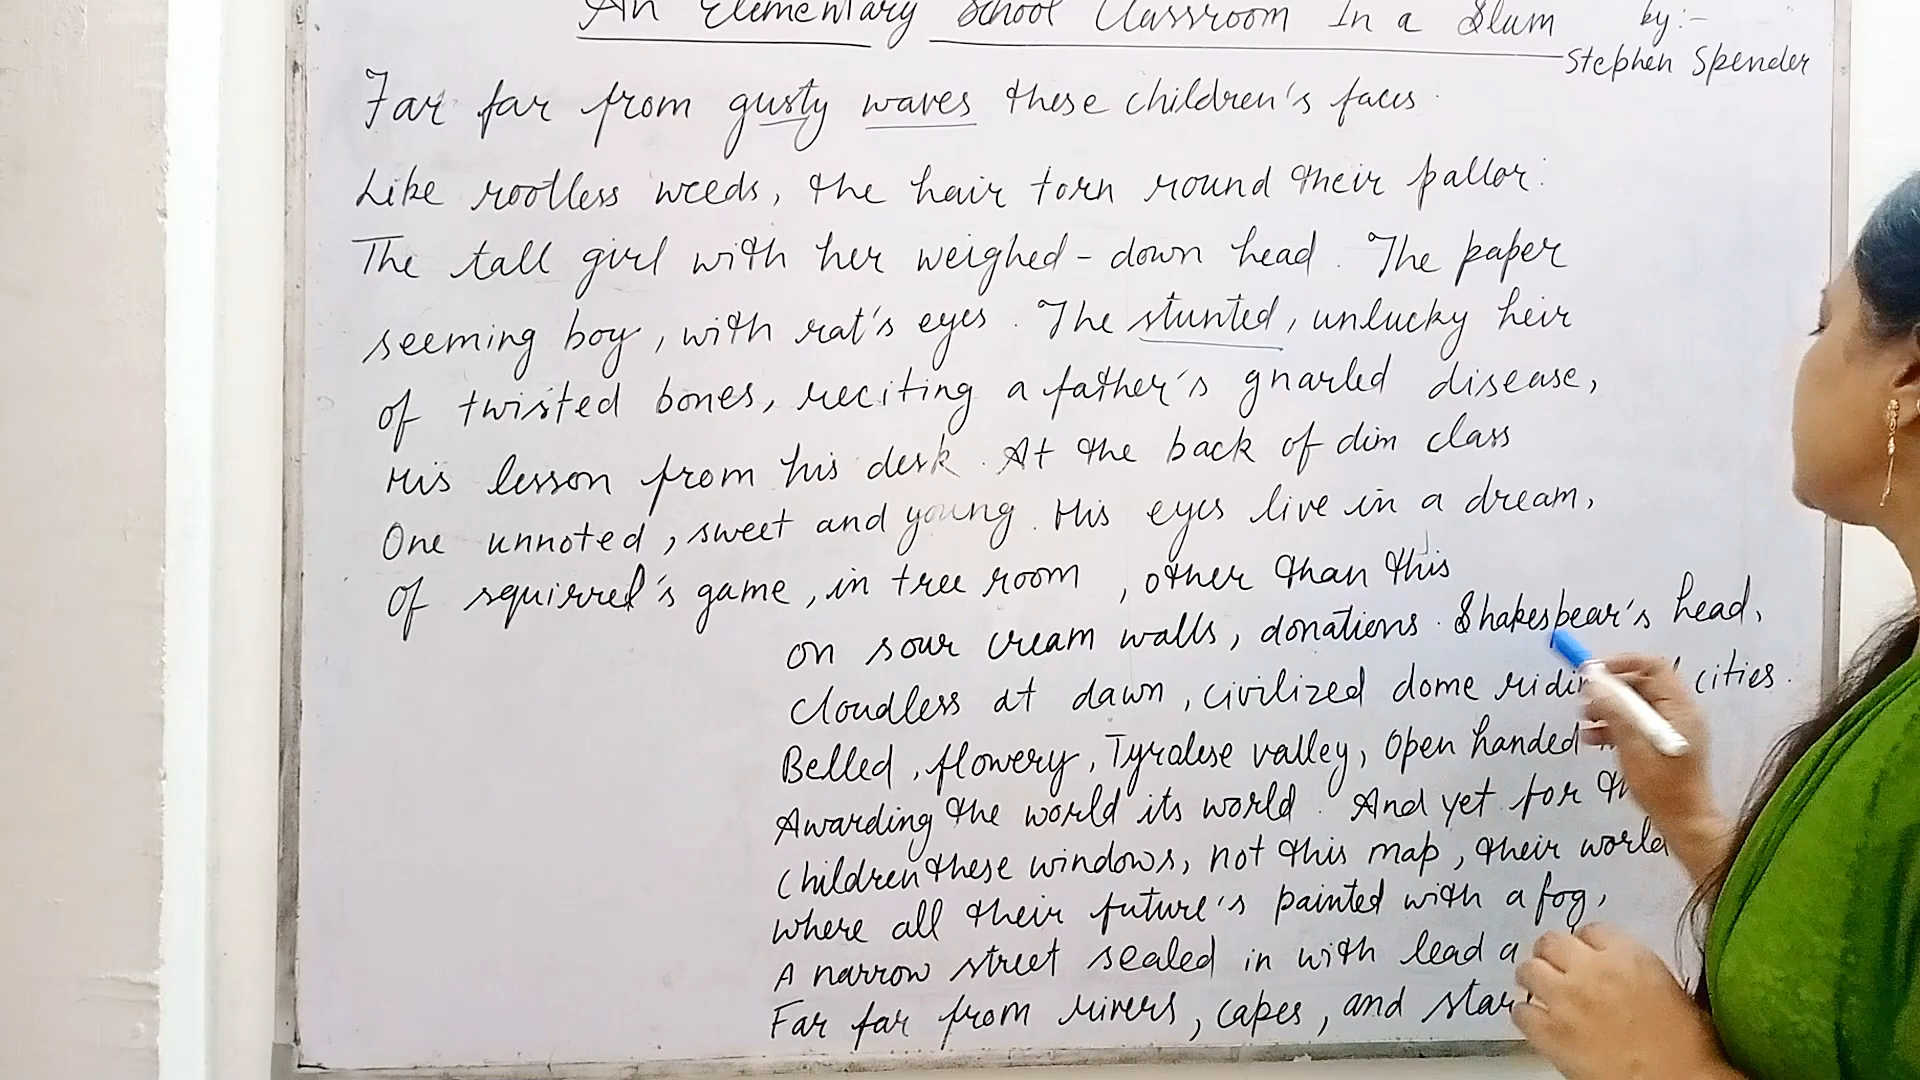 An Elementary School Classroom In a Slum by:-
Stephen Spender
Far far from gusty waves these children's faces.
Like rootless weeds, the hair torn round their pallor:
The tall girl with her weighed-down head. The paper
seeming boy, with rat's eyes. The stunted, unlucky heir
of twisted bones, reciting a father's gnarled disease,
His lesson from his desk. At the back of dim class
One unnoted, sweet and young. His eyes live in a dream,
Of squirrel's game, in tree room, other than this
on sour cream walls, donations. Shakespear's head,
Cloudless at dawn, civilized dome riding cities.
Belled, flowery, Tyrolese valley, Open handed
Awarding the world its world. And yet for
Children these windows, not this map, their world
Where all their future's painted with a fog,
A narrow street sealed in with lead
Far far from rivers, capes, and